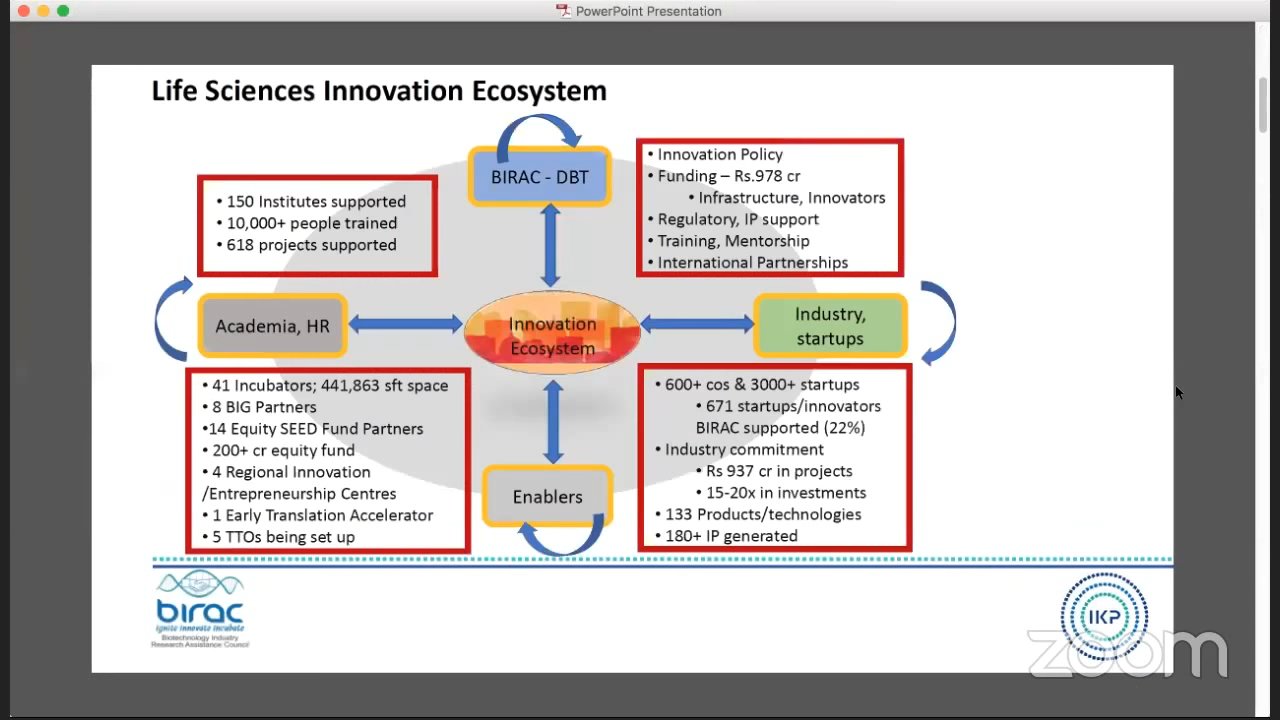 PowerPoint Presentation
Life Sciences Innovation Ecosystem
BIRAC - DBT
• Innovation Policy
• Funding – Rs.978 cr
• Infrastructure, Innovators
• Regulatory, IP support
• Training, Mentorship
• International Partnerships
• 150 Institutes supported
• 10,000+ people trained
• 618 projects supported
Academia, HR
Innovation
Ecosystem
Industry,
startups
• 41 Incubators; 441,863 sft space
• 8 BIG Partners
•14 Equity SEED Fund Partners
• 200+ cr equity fund
• 4 Regional Innovation
/Entrepreneurship Centres
• 1 Early Translation Accelerator
• 5 TTOs being set up
Enablers
• 600+ cos & 3000+ startups
• 671 startups/innovators
BIRAC supported (22%)
• Industry commitment
• Rs 937 cr in projects
• 15-20x in investments
• 133 Products/technologies
• 180+ IP generated
birac
Ignite Innovate Incubate
Biotechnology Industry
Research Assistance Council
IKP
zoom